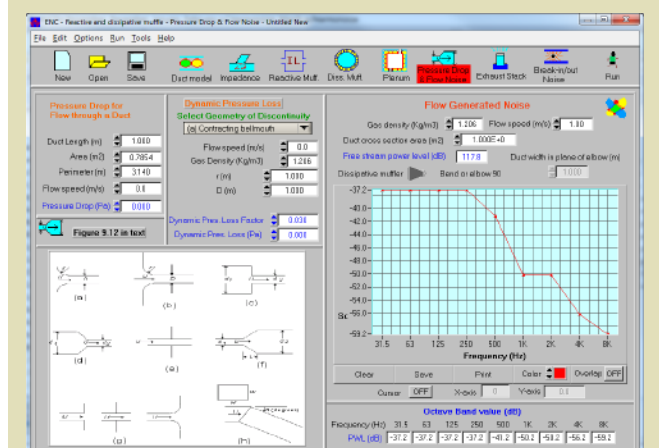 ENC - Reactive and dissipative muffle - Pressure Drop & Flow Noise - Untitled New
File Edit Options Run Tools Help
New Open Save Duct model Impedance Reactive Muff. Diss. Muff. Plenum Pressure Drop & Flow Noise Exhaust Stack Break-in/out Noise Run
Pressure Drop for
Flow through a Duct
Duct Length (m) 1.000
Area (m2) 0.7854
Perimeter (m) 3.140
Flow speed (m/s) 0.0
Pressure Drop (Pa) 0.000
Figure 9.12 in text
Dynamic Pressure Loss
Select Geometry of Discontinuity
(a) Contracting bellmouth
Flow speed (m/s) 0.0
Gas Density (Kg/m3) 1.206
r (m) 1.000
D (m) 1.000
Dynamic Pres. Loss Factor 0.030
Dynamic Pres. Loss (Pa) 0.000
(a) (b) (c)
(d) (e) (f)
(g) (h)
Flow Generated Noise
Gas density (Kg/m3) 1.206 Flow speed (m/s) 1.00
Duct cross section area (m2) 1.000E+0
Free stream power level (dB) 117.8 Duct width in plane of elbow (m)
Dissipative muffler Bend or elbow 90 1.000
-37.2
-40.0
-42.0
-44.0
-46.0
-48.0
-50.0
-52.0
-54.0
-56.0
-59.2
31.5 63 125 250 500 1K 2K 4K 8K
Frequency (Hz)
Clear Save Print Color Overlap OFF
Cursor OFF X-axis 0 Y-axis 0.0
Octave Band value (dB)
Frequency (Hz) 31.5 63 125 250 500 1K 2K 4K 8K
PWL (dB) -37.2 -37.2 -37.2 -37.2 -41.2 -50.2 -50.2 -56.2 -59.2